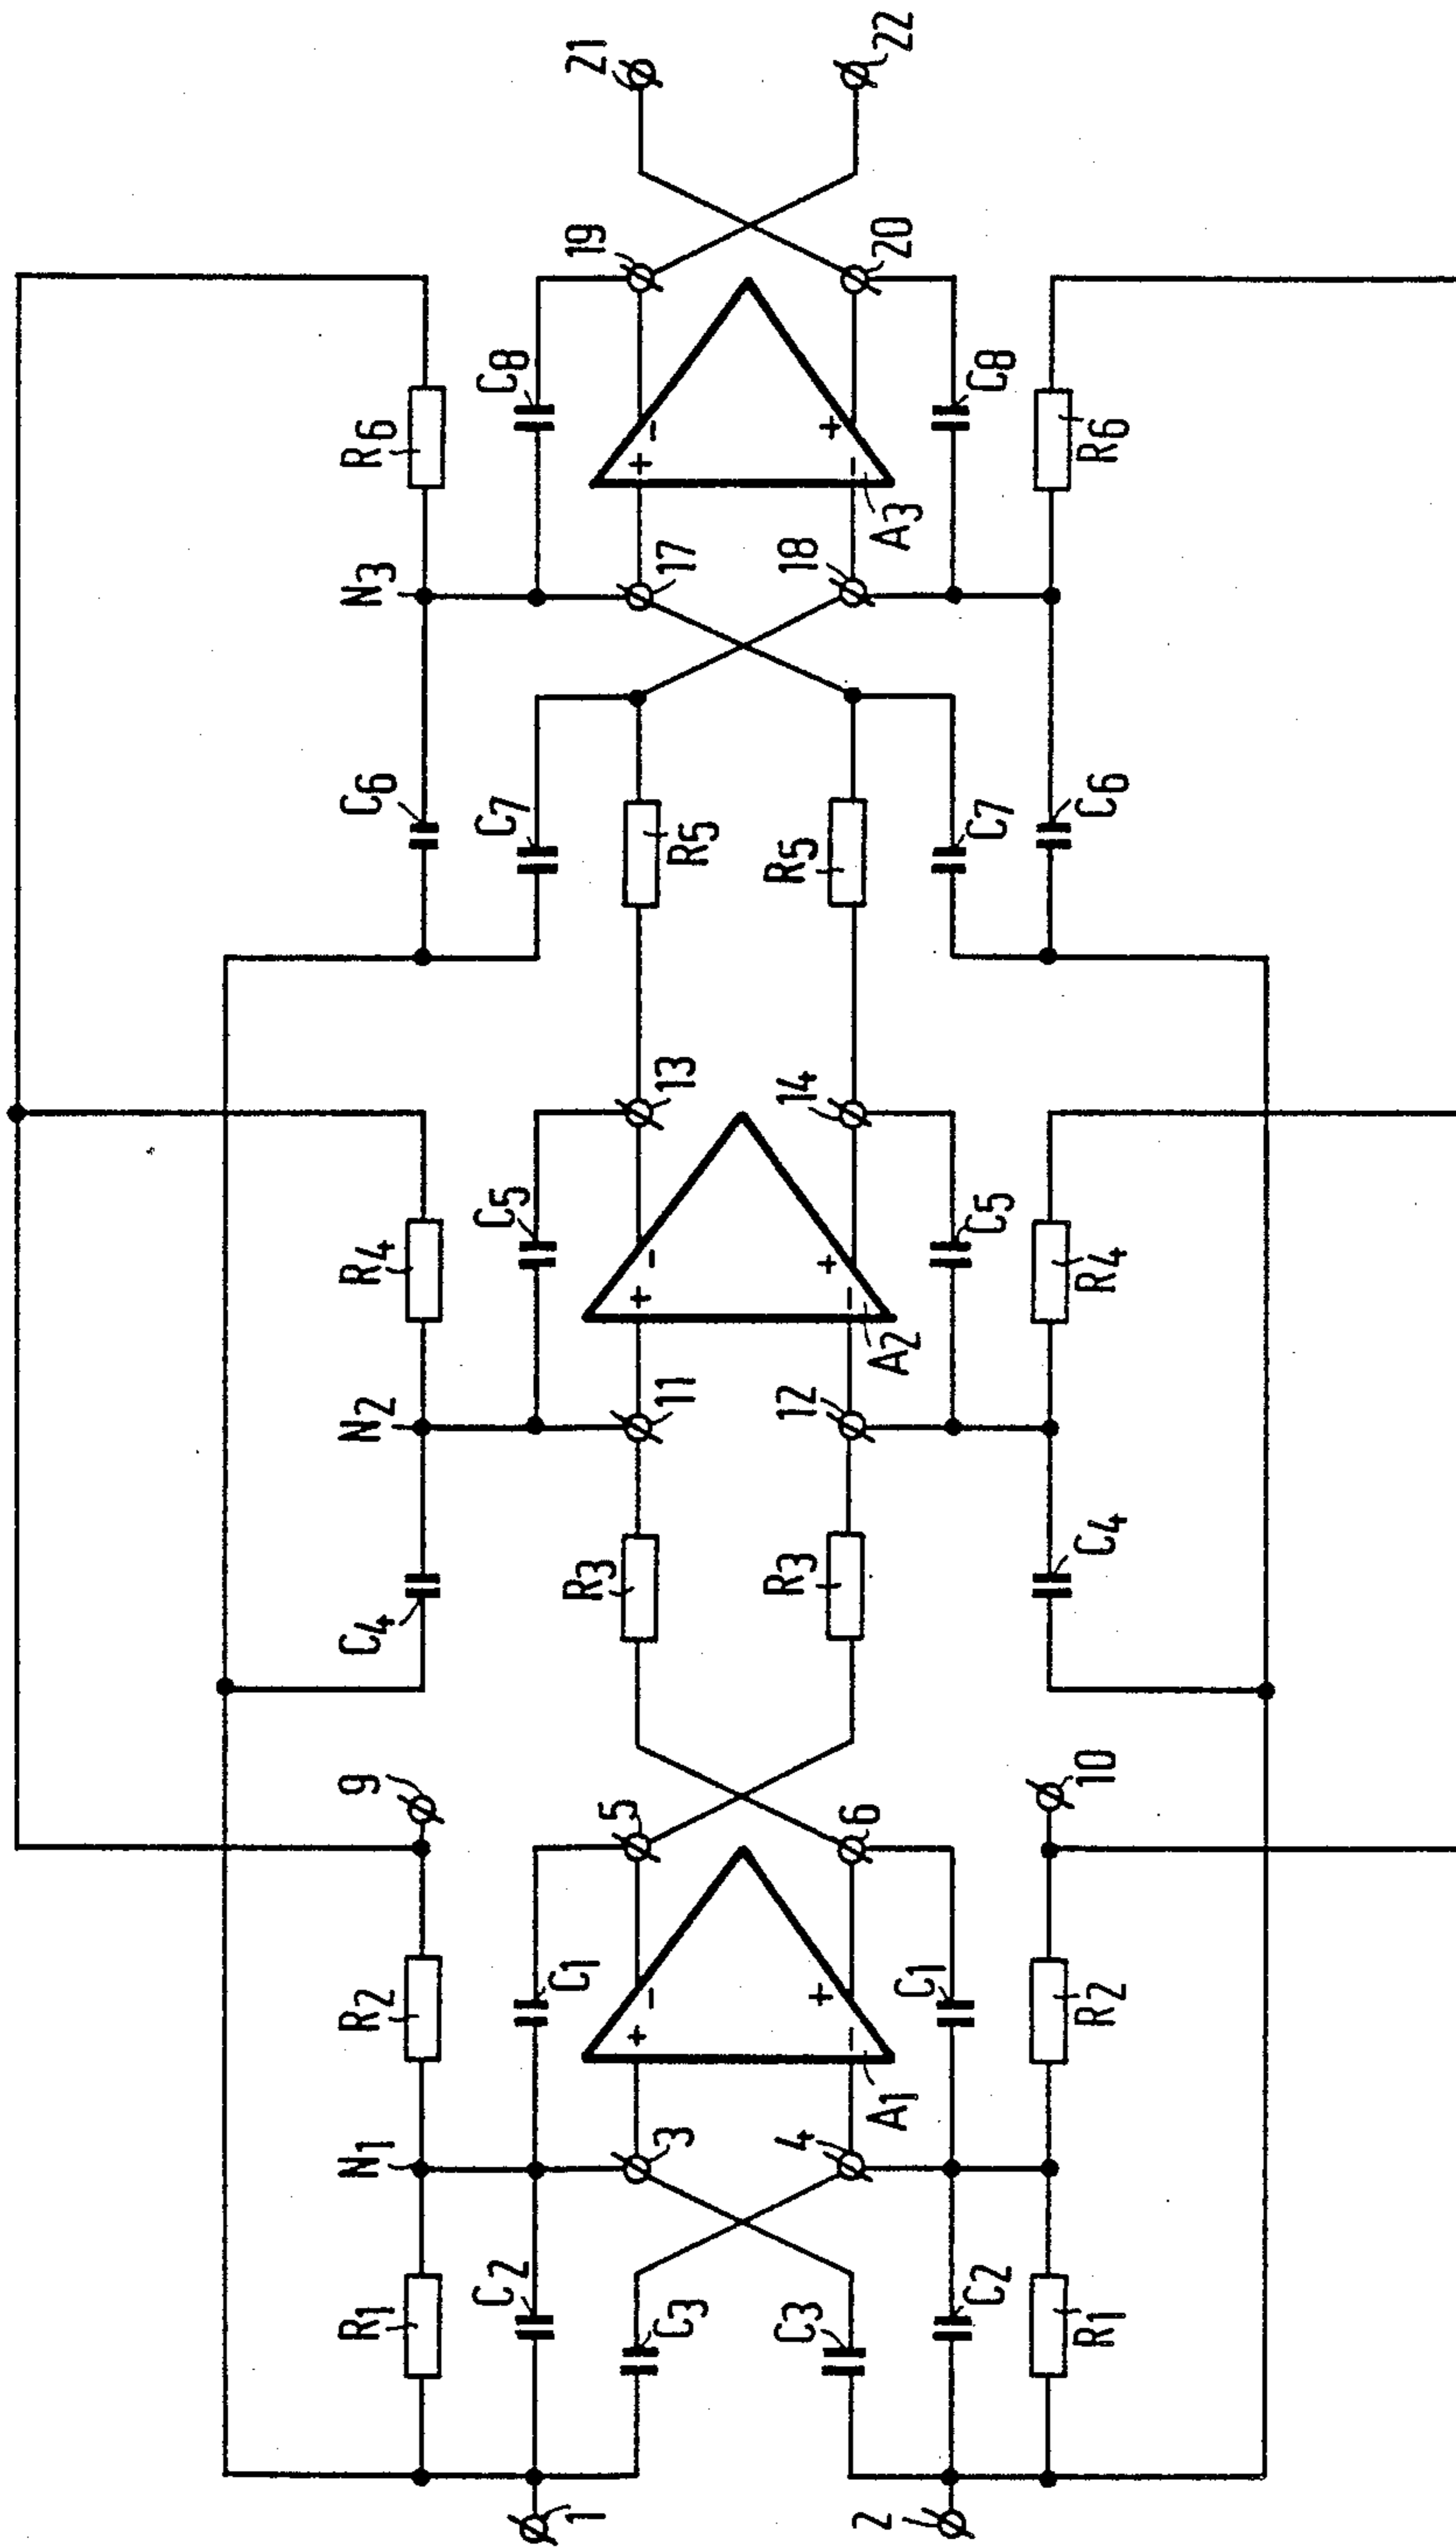 R1
N1
R2
9
C4
N2
R4
C6
N3
R6
1
C2
C1
C5
C7
C8
C3
3
+
−
5
R3
11
+
−
13
R5
17
+
−
19
21
C3
4
−
+
6
R3
12
−
+
14
R5
18
−
+
20
22
A1
A2
A3
2
C2
C1
C5
C7
C8
R1
R2
10
C4
R4
C6
R6